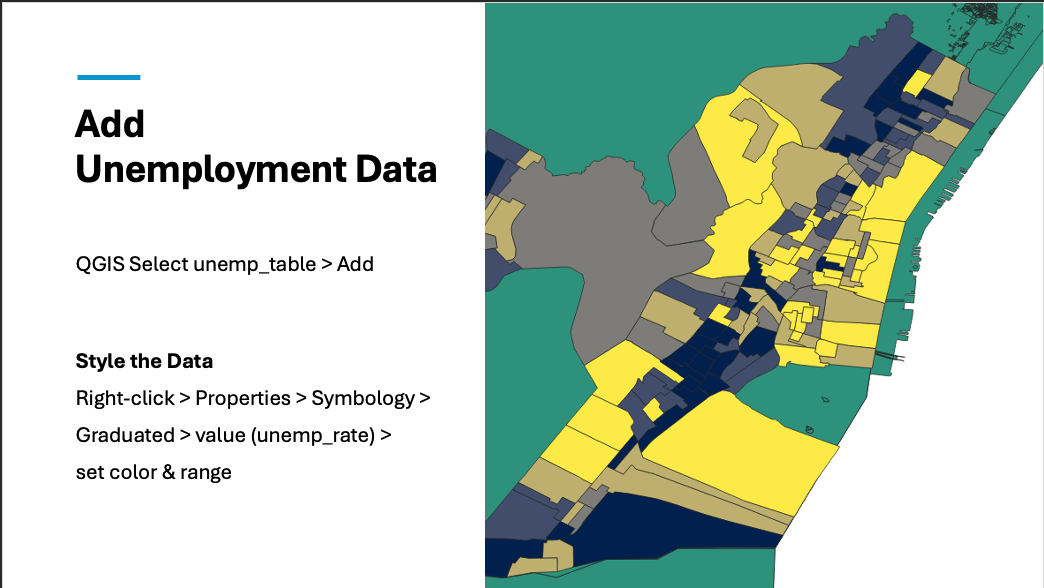 Add
Unemployment Data
QGIS Select unemp_table > Add
Style the Data
Right-click > Properties > Symbology >
Graduated > value (unemp_rate) >
set color & range